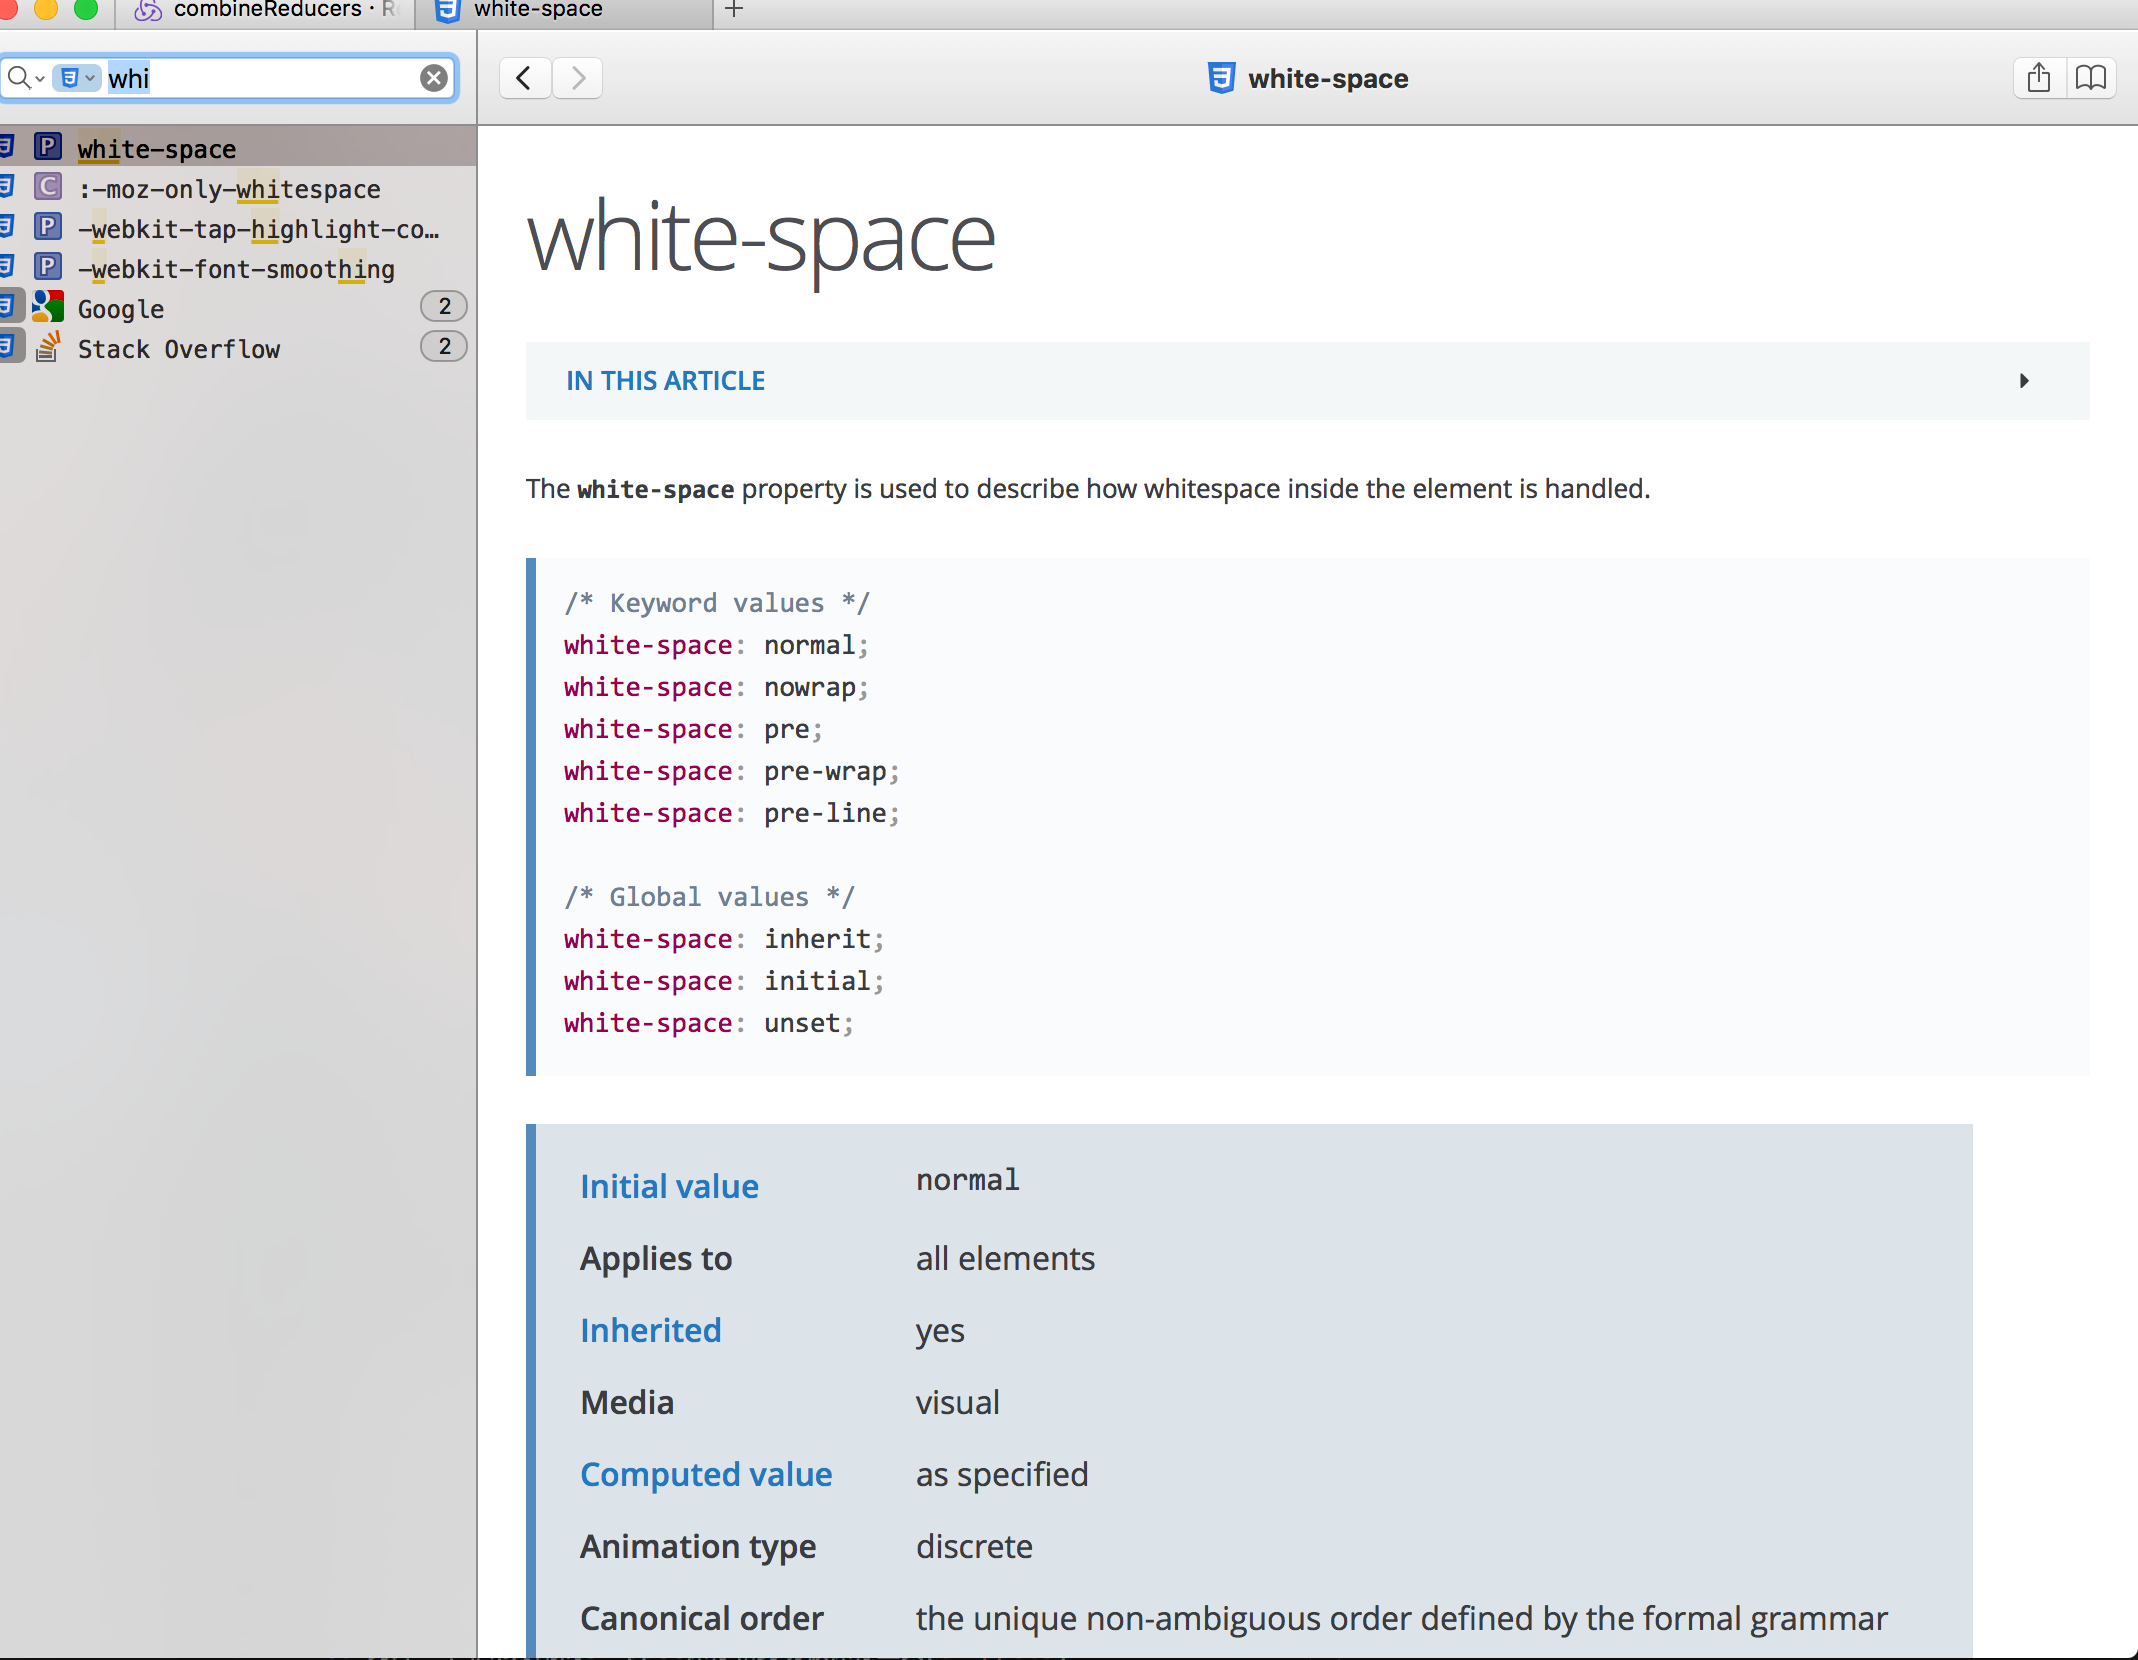 combineReducers · R
white-space
whi
white-space
white-space
:-moz-only-whitespace
-webkit-tap-highlight-co…
-webkit-font-smoothing
Google 2
Stack Overflow 2
white-space
IN THIS ARTICLE
The white-space property is used to describe how whitespace inside the element is handled.
/* Keyword values */
white-space: normal;
white-space: nowrap;
white-space: pre;
white-space: pre-wrap;
white-space: pre-line;
/* Global values */
white-space: inherit;
white-space: initial;
white-space: unset;
Initial value normal
Applies to all elements
Inherited yes
Media visual
Computed value as specified
Animation type discrete
Canonical order the unique non-ambiguous order defined by the formal grammar